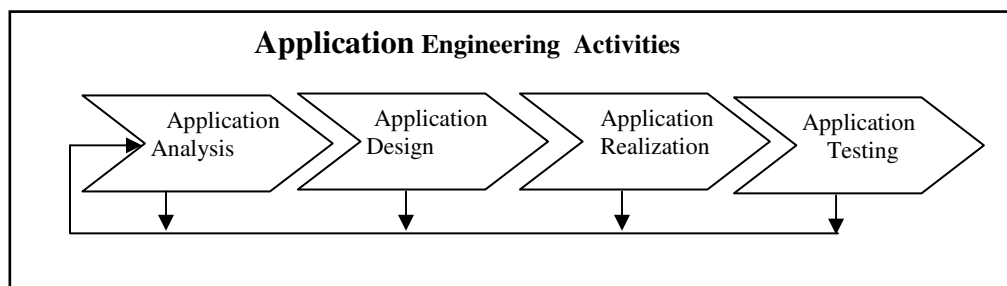 Application Engineering Activities
Application
Analysis
Application
Design
Application
Realization
Application
Testing